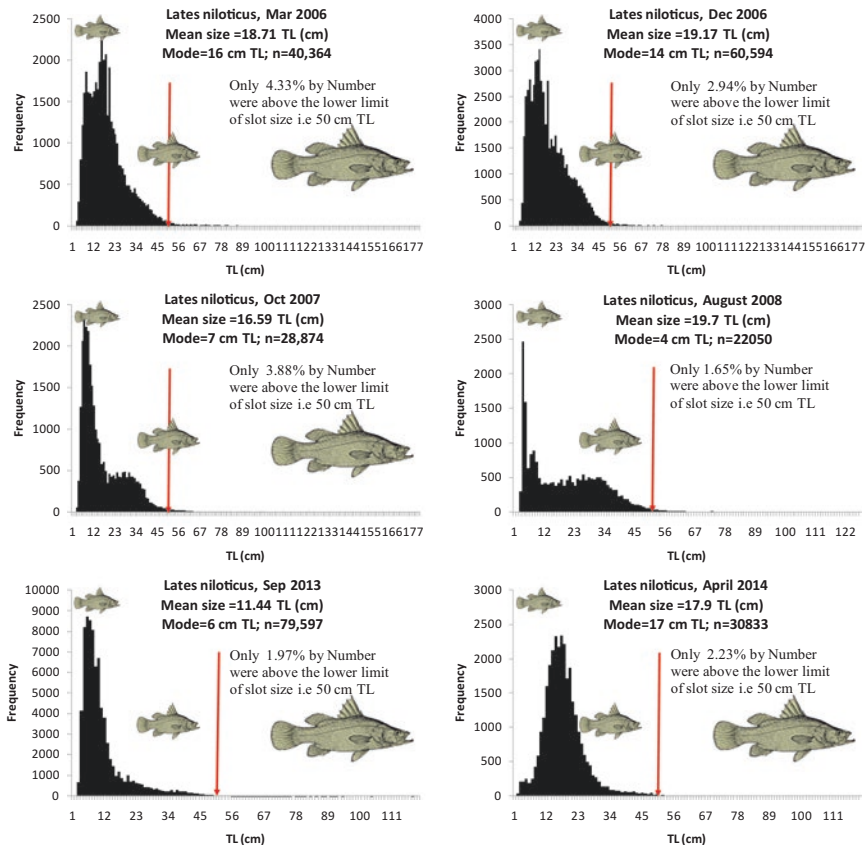 Lates niloticus, Mar 2006
Mean size =18.71 TL (cm)
Mode=16 cm TL; n=40,364
Only 4.33% by Number
were above the lower limit
of slot size i.e 50 cm TL
Frequency
2500
2000
1500
1000
500
0
1 12 23 34 45 56 67 78 89 100111122133144155166177
TL (cm)
Lates niloticus, Dec 2006
Mean size =19.17 TL (cm)
Mode=14 cm TL; n=60,594
Only 2.94% by Number
were above the lower limit
of slot size i.e 50 cm TL
Frequency
4000
3500
3000
2500
2000
1500
1000
500
0
1 12 23 34 45 56 67 78 89 100111122133144155166177
TL (cm)
Lates niloticus, Oct 2007
Mean size =16.59 TL (cm)
Mode=7 cm TL; n=28,874
Only 3.88% by Number
were above the lower limit
of slot size i.e 50 cm TL
Frequency
2500
2000
1500
1000
500
0
1 12 23 34 45 56 67 78 89 100111122133144155166177
TL (cm)
Lates niloticus, August 2008
Mean size =19.7 TL (cm)
Mode=4 cm TL; n=22050
Only 1.65% by Number
were above the lower limit
of slot size i.e 50 cm TL
Frequency
3000
2500
2000
1500
1000
500
0
1 12 23 34 45 56 67 78 89 100 111 122
TL (cm)
Lates niloticus, Sep 2013
Mean size =11.44 TL (cm)
Mode=6 cm TL; n=79,597
Only 1.97% by Number
were above the lower limit
of slot size i.e 50 cm TL
Frequency
10000
9000
8000
7000
6000
5000
4000
3000
2000
1000
0
1 12 23 34 45 56 67 78 89 100 111
TL (cm)
Lates niloticus, April 2014
Mean size =17.9 TL (cm)
Mode=17 cm TL; n=30833
Only 2.23% by Number
were above the lower limit
of slot size i.e 50 cm TL
Frequency
3000
2500
2000
1500
1000
500
0
1 12 23 34 45 56 67 78 89 100 111
TL (cm)